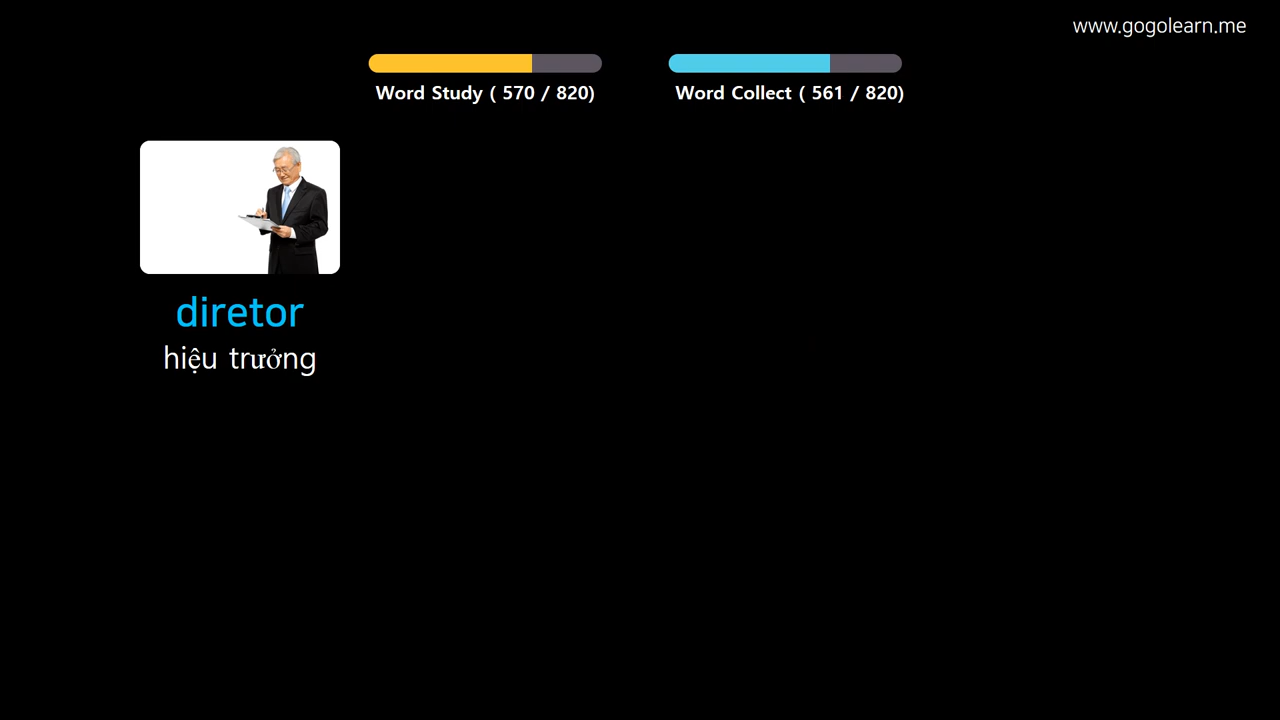 www.gogolearn.me
Word Study ( 570 / 820)
Word Collect ( 561 / 820)
diretor
hiệu trưởng